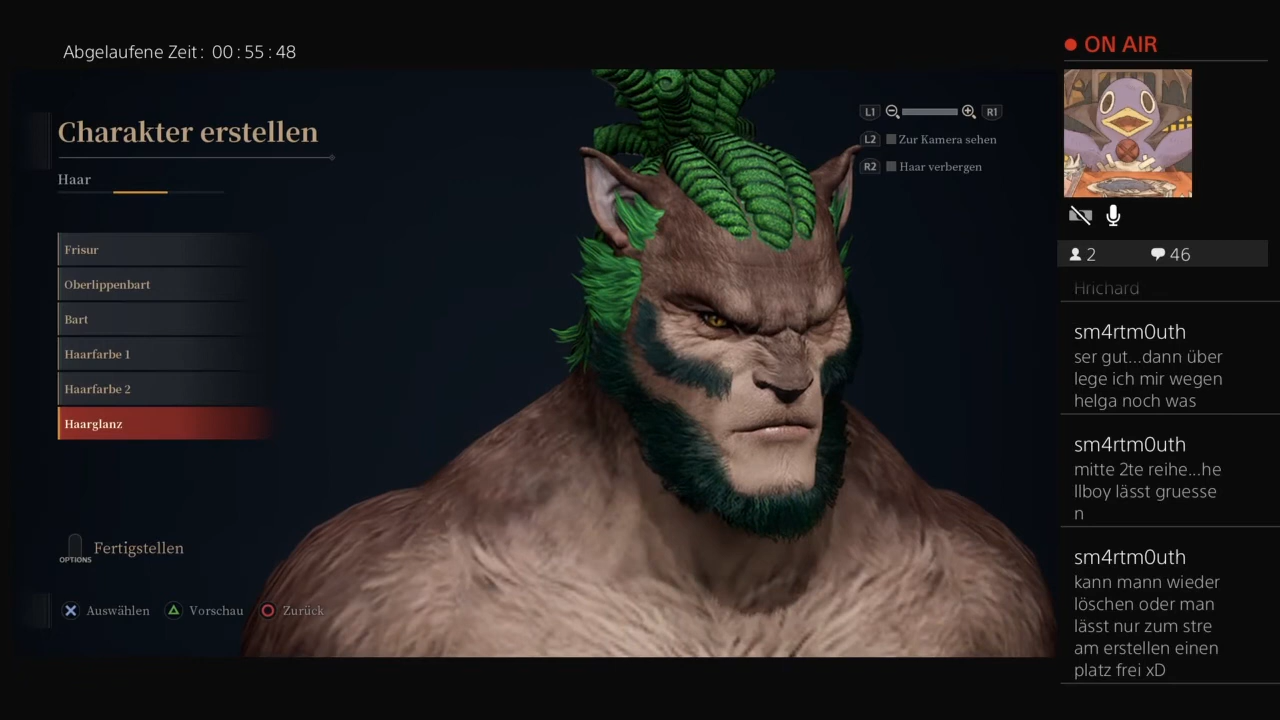 Abgelaufene Zeit: 00:55:48
ON AIR
Charakter erstellen
Haar
L1
R1
L2 Zur Kamera sehen
R2 Haar verbergen
Frisur
Oberlippenbart
Bart
Haarfarbe 1
Haarfarbe 2
Haarglanz
OPTIONS Fertigstellen
Auswählen Vorschau Zurück
2 46
Hrichard
sm4rtm0uth
ser gut...dann über
lege ich mir wegen
helga noch was
sm4rtm0uth
mitte 2te reihe...he
llboy lässt gruesse
n
sm4rtm0uth
kann mann wieder
löschen oder man
lässt nur zum stre
am erstellen einen
platz frei xD